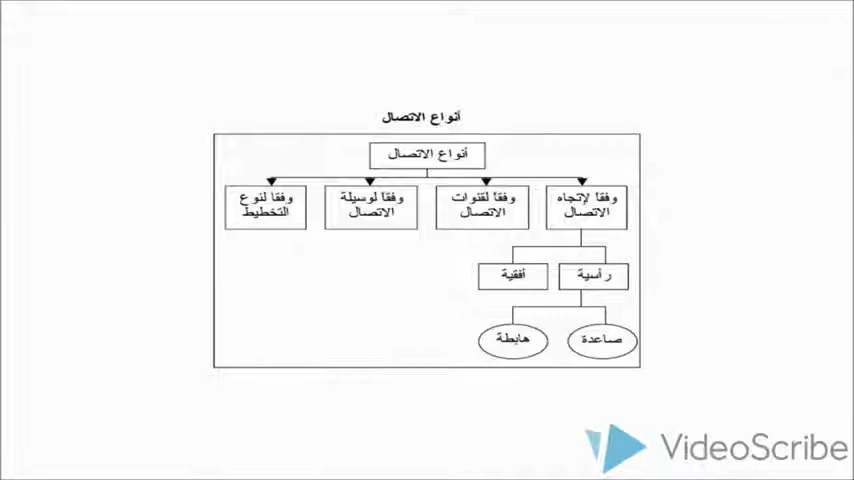 أنواع الاتصال
أنواع الاتصال
وفقاً لإتجاه
الاتصال
وفقاً لقنوات
الاتصال
وفقاً لوسيلة
الاتصال
وفقا لنوع
التخطيط
رأسية
أفقية
صاعدة
هابطة
VideoScribe